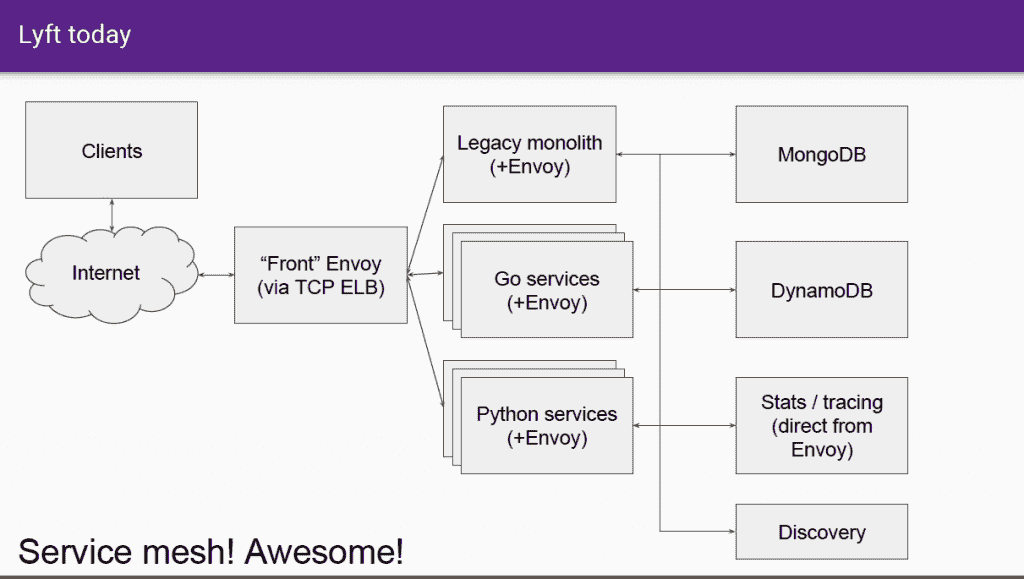 Lyft today
Clients
Internet
“Front” Envoy
(via TCP ELB)
Legacy monolith
(+Envoy)
Go services
(+Envoy)
Python services
(+Envoy)
MongoDB
DynamoDB
Stats / tracing
(direct from
Envoy)
Discovery
Service mesh! Awesome!